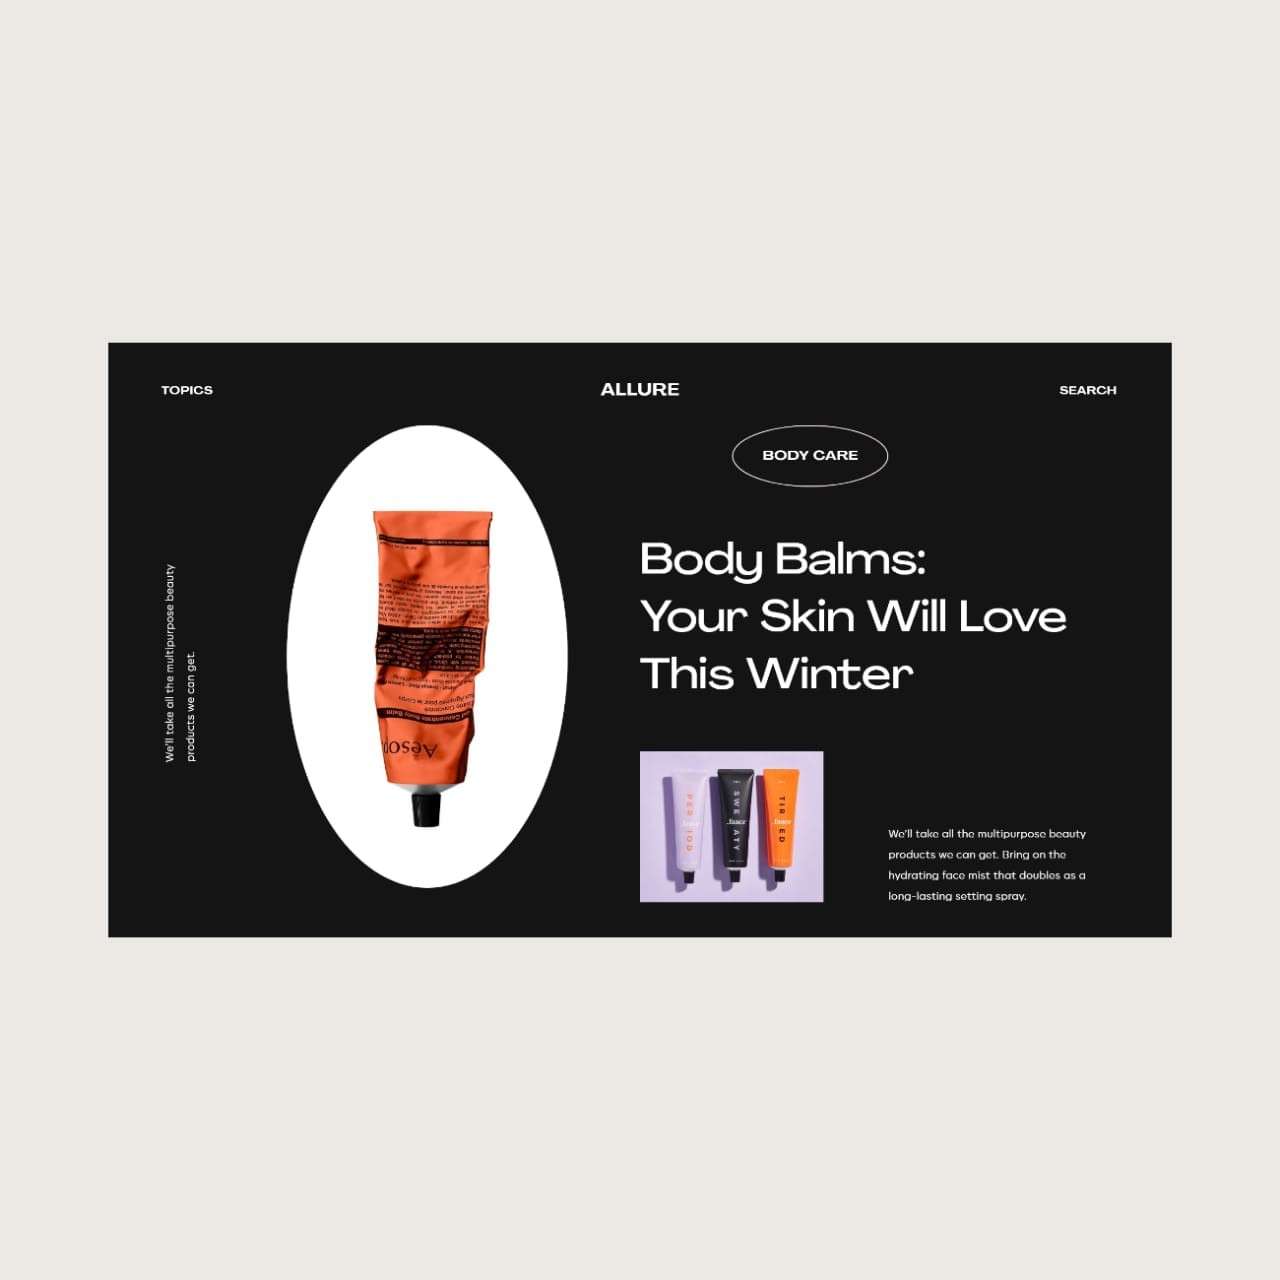 TOPICS
ALLURE
SEARCH
BODY CARE
Body Balms:
Your Skin Will Love
This Winter
We'll take all the multipurpose beauty
products we can get.
Aesop
PERIOD
I SWEATY
TIRED
We'll take all the multipurpose beauty
products we can get. Bring on the
hydrating face mist that doubles as a
long-lasting setting spray.